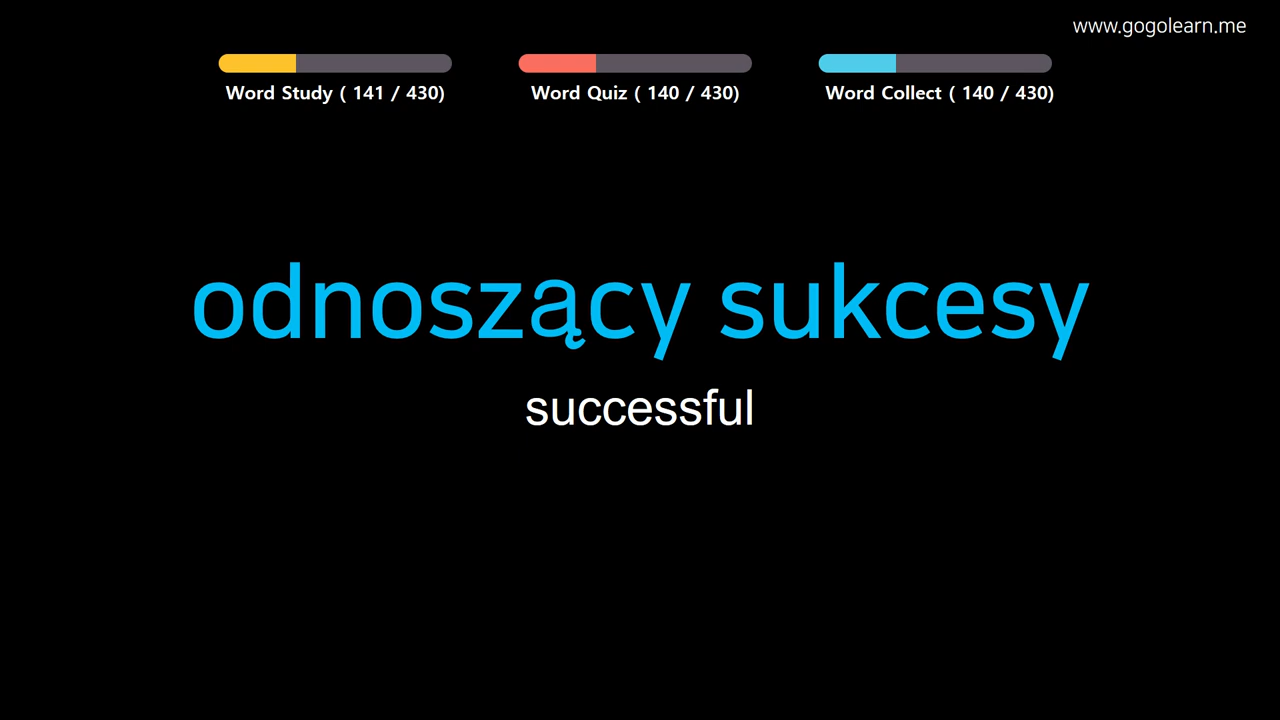 www.gogolearn.me
Word Study ( 141 / 430)
Word Quiz ( 140 / 430)
Word Collect ( 140 / 430)
odnoszący sukcesy
successful